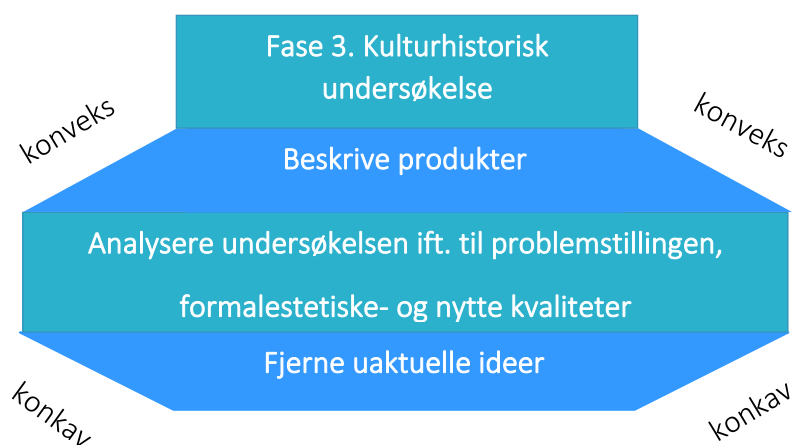 Fase 3. Kulturhistorisk
undersøkelse
konveks
konveks
Beskrive produkter
Analysere undersøkelsen ift. til problemstillingen,
formalestetiske- og nytte kvaliteter
Fjerne uaktuelle ideer
konkav
konkav